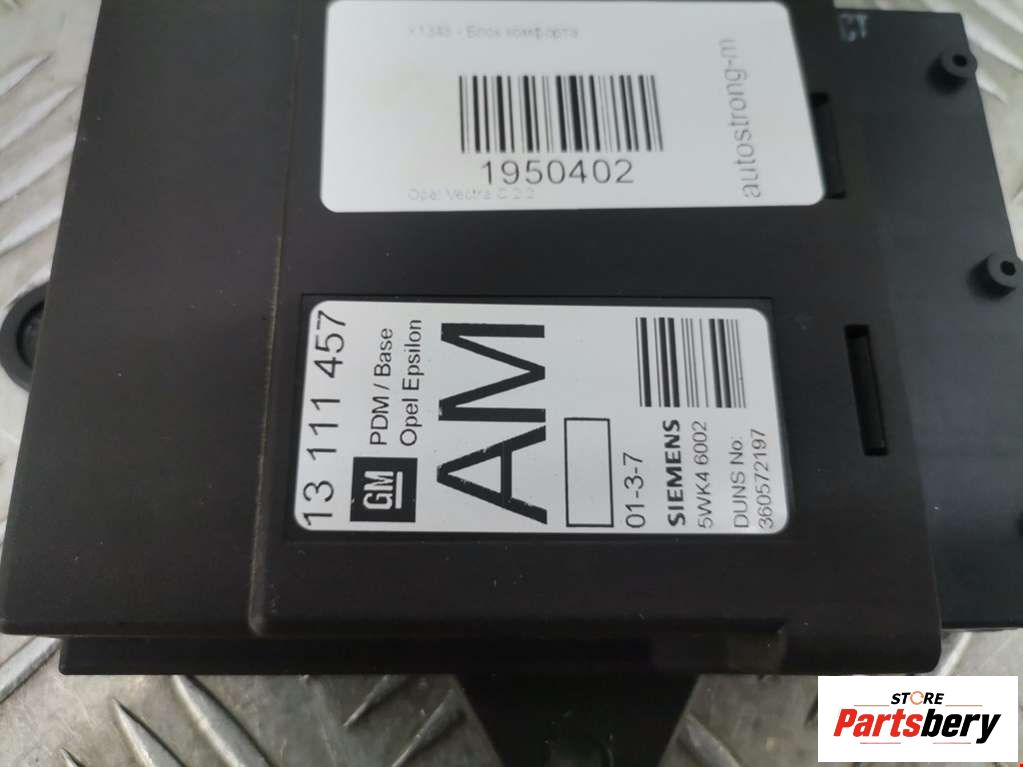 x1348 - Блок комфорта
1950402
Opel Vectra C 2.2
autostrong-m
13 111 457
GM
PDM / Base
Opel Epsilon
AM
01-3-7
SIEMENS
5WK4 6002
DUNS No:
360572197
STORE
Partsbery